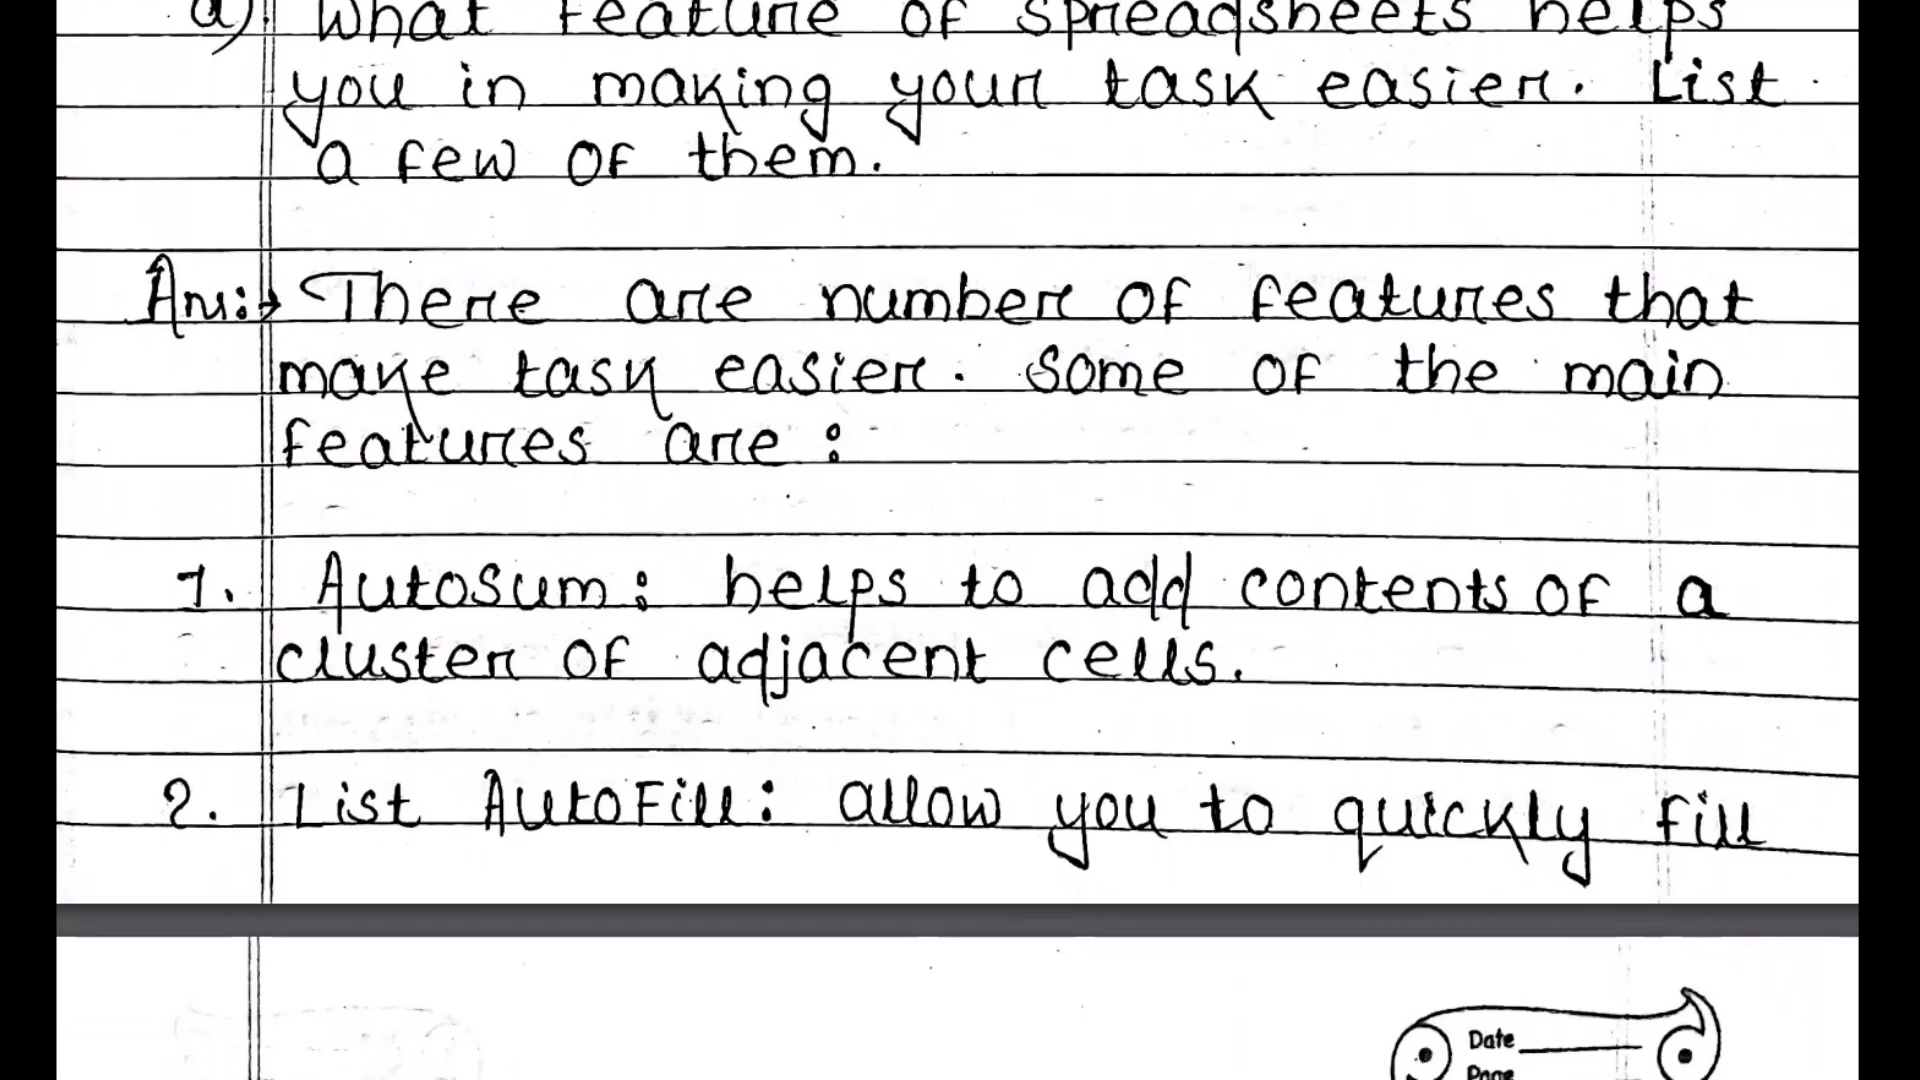 a) What feature of spreadsheets helps
you in making your task easier. List
a few of them.
Ans:→ There are number of features that
make task easier. Some of the main
features are:
1. AutoSum: helps to add contents of a
cluster of adjacent cells.
2. List AutoFill: allow you to quickly fill
Date
Page